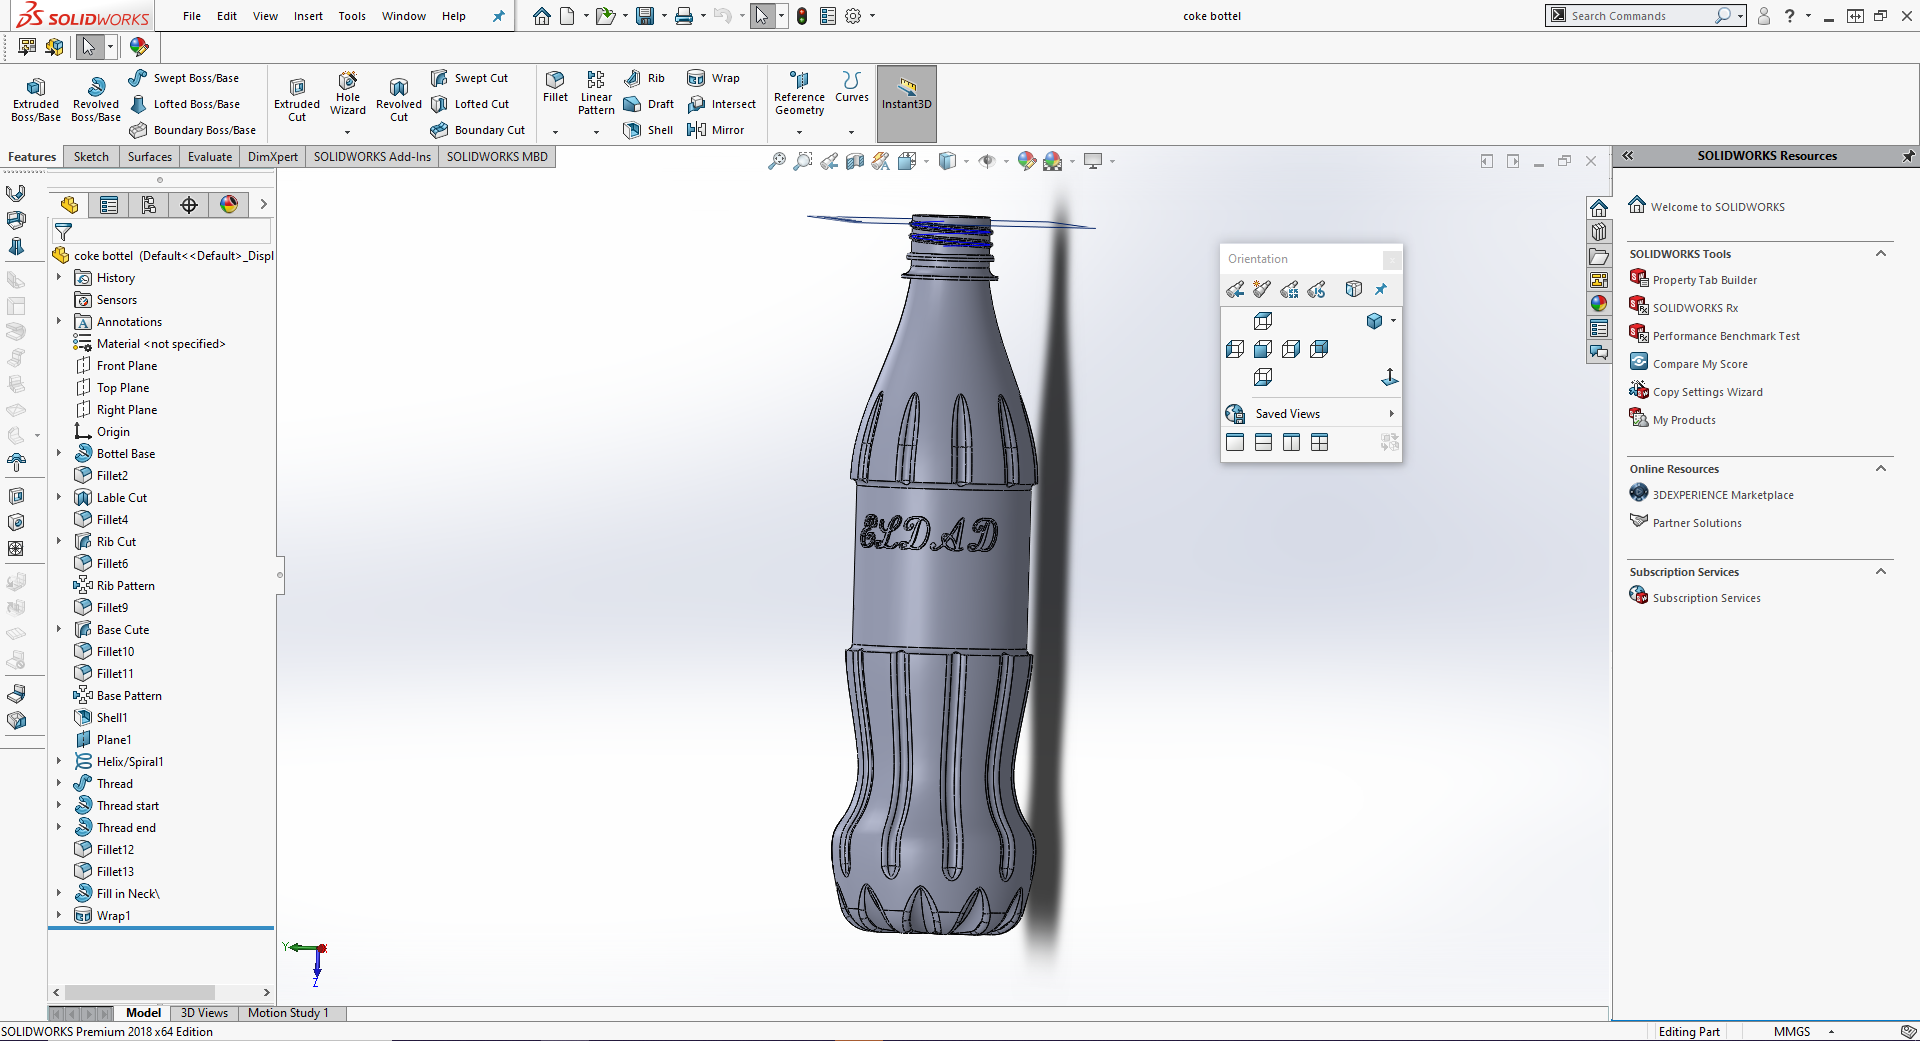 SOLIDWORKS
File Edit View Insert Tools Window Help
coke bottel
Search Commands
?
Extruded Boss/Base
Revolved Boss/Base
Swept Boss/Base
Lofted Boss/Base
Boundary Boss/Base
Extruded Cut
Hole Wizard
Revolved Cut
Swept Cut
Lofted Cut
Boundary Cut
Fillet
Linear Pattern
Rib
Draft
Shell
Wrap
Intersect
Mirror
Reference Geometry
Curves
Instant3D
Features Sketch Surfaces Evaluate DimXpert SOLIDWORKS Add-Ins SOLIDWORKS MBD
coke bottel (Default<<Default>_Displ
History
Sensors
Annotations
Material <not specified>
Front Plane
Top Plane
Right Plane
Origin
Bottel Base
Fillet2
Lable Cut
Fillet4
Rib Cut
Fillet6
Rib Pattern
Fillet9
Base Cute
Fillet10
Fillet11
Base Pattern
Shell1
Plane1
Helix/Spiral1
Thread
Thread start
Thread end
Fillet12
Fillet13
Fill in Neck\
Wrap1
ELDAD
Y
Z
Orientation
Saved Views
SOLIDWORKS Resources
Welcome to SOLIDWORKS
SOLIDWORKS Tools
Property Tab Builder
SOLIDWORKS Rx
Performance Benchmark Test
Compare My Score
Copy Settings Wizard
My Products
Online Resources
3DEXPERIENCE Marketplace
Partner Solutions
Subscription Services
Subscription Services
Model 3D Views Motion Study 1
SOLIDWORKS Premium 2018 x64 Edition
Editing Part
MMGS